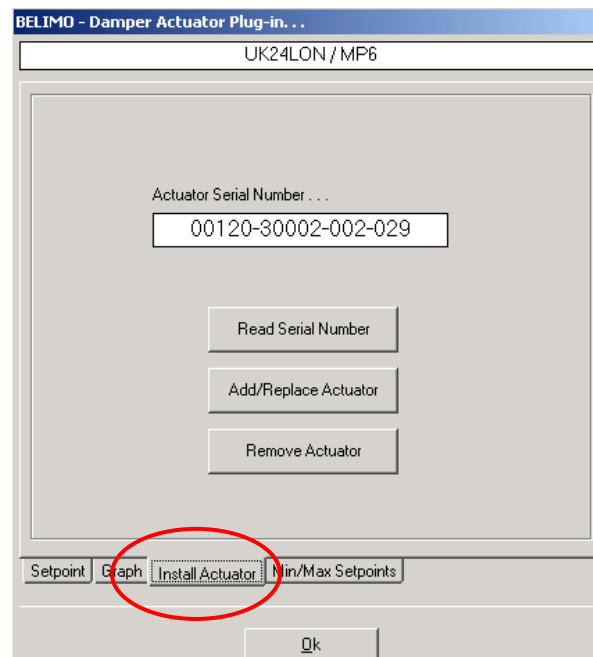 BELIMO - Damper Actuator Plug-in. . .
UK24LON / MP6
Actuator Serial Number . . .
00120-30002-002-029
Read Serial Number
Add/Replace Actuator
Remove Actuator
Setpoint Graph Install Actuator Min/Max Setpoints
Ok